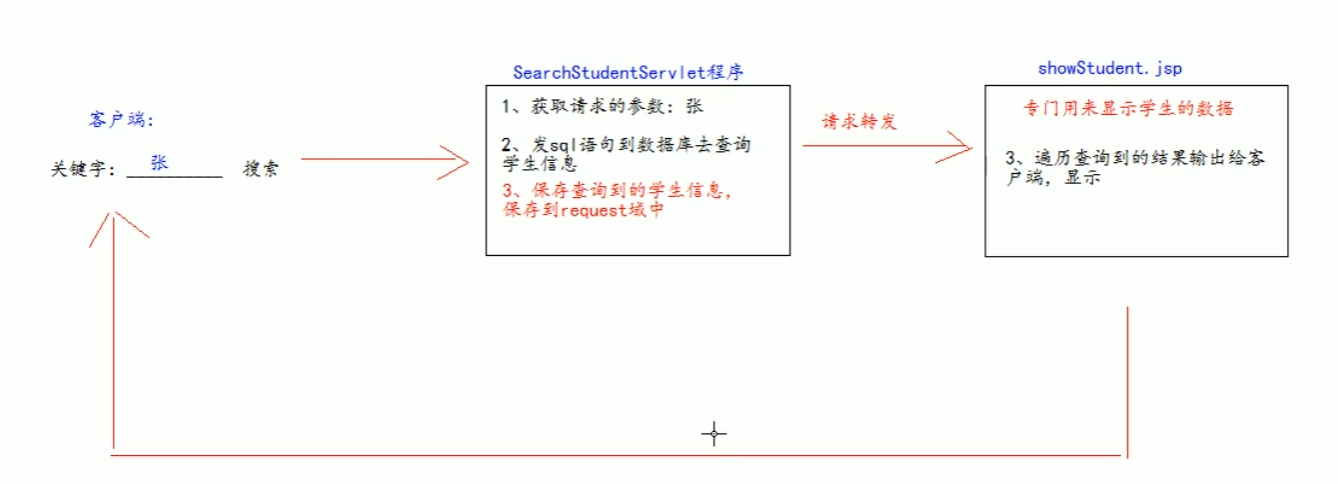 客户端：
关键字：__________ 搜索
张
SearchStudentServlet程序
1、获取请求的参数：张
2、发sql语句到数据库去查询
学生信息
3、保存查询到的学生信息，
保存到request域中
请求转发
showStudent.jsp
专门用来显示学生的数据
3、遍历查询到的结果输出给客
户端，显示